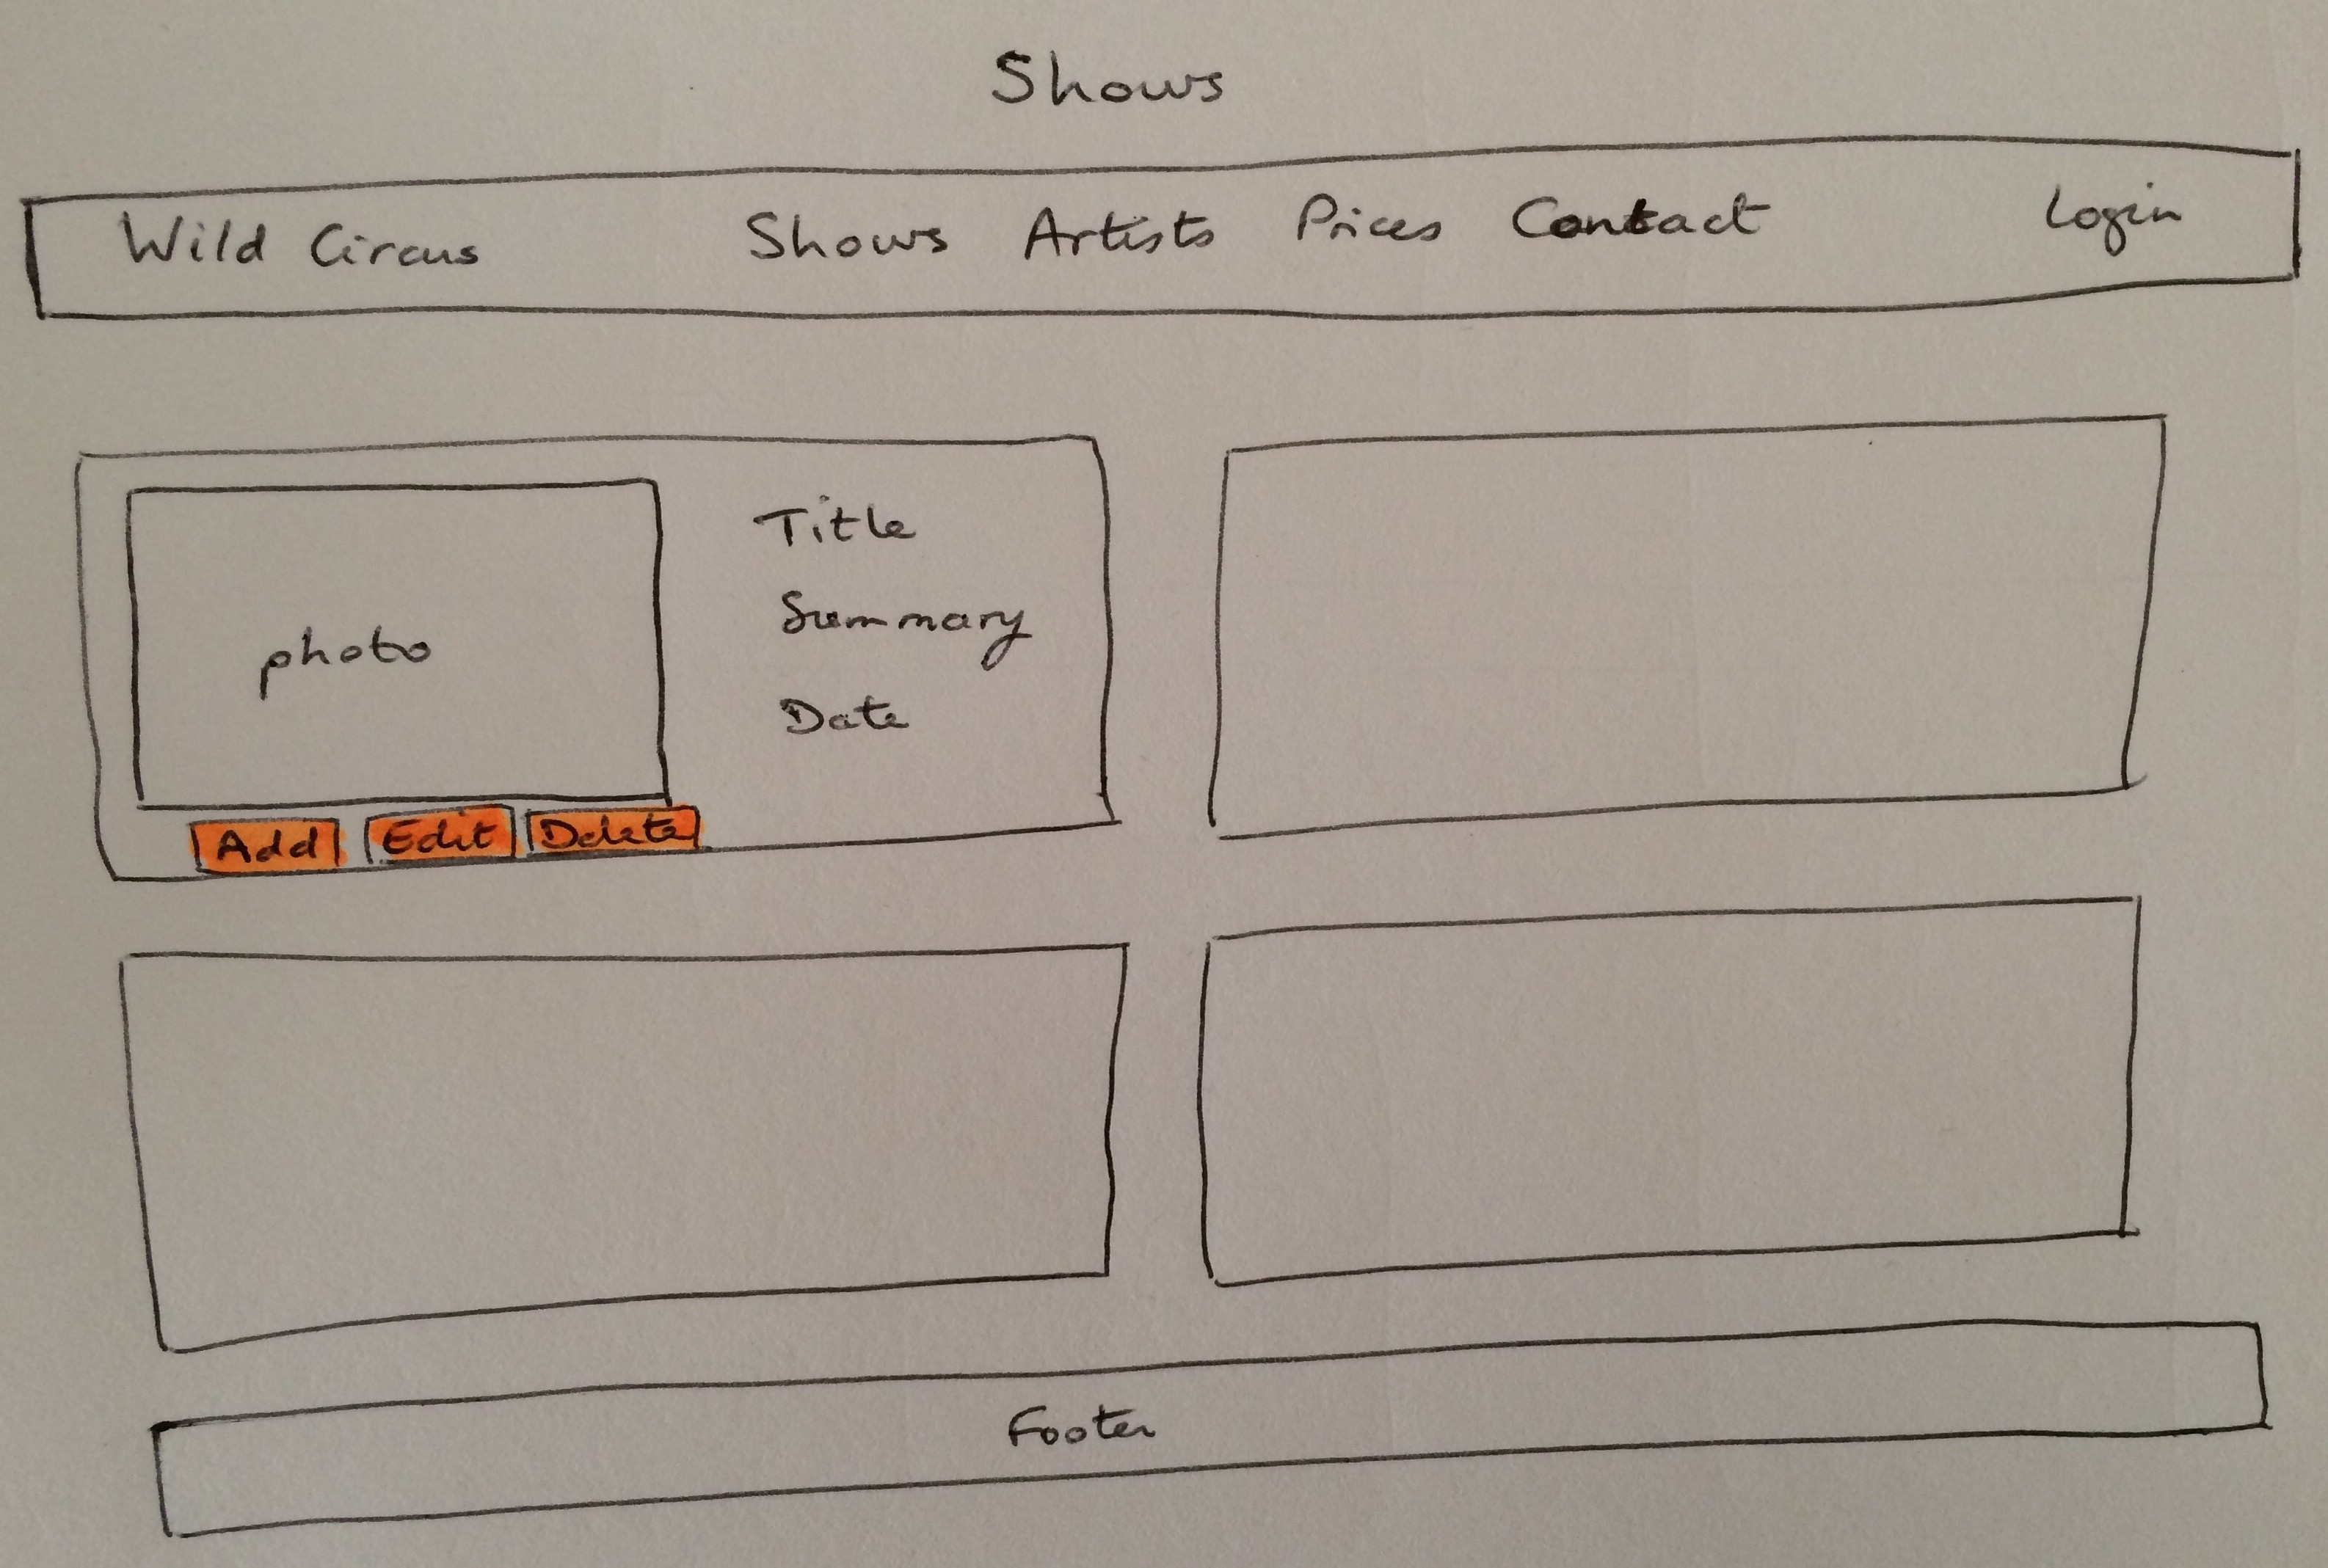 Shows
Wild Circus Shows Artists Prices Contact Login
Title
Summary
photo
Date
Add Edit Delete
Footer